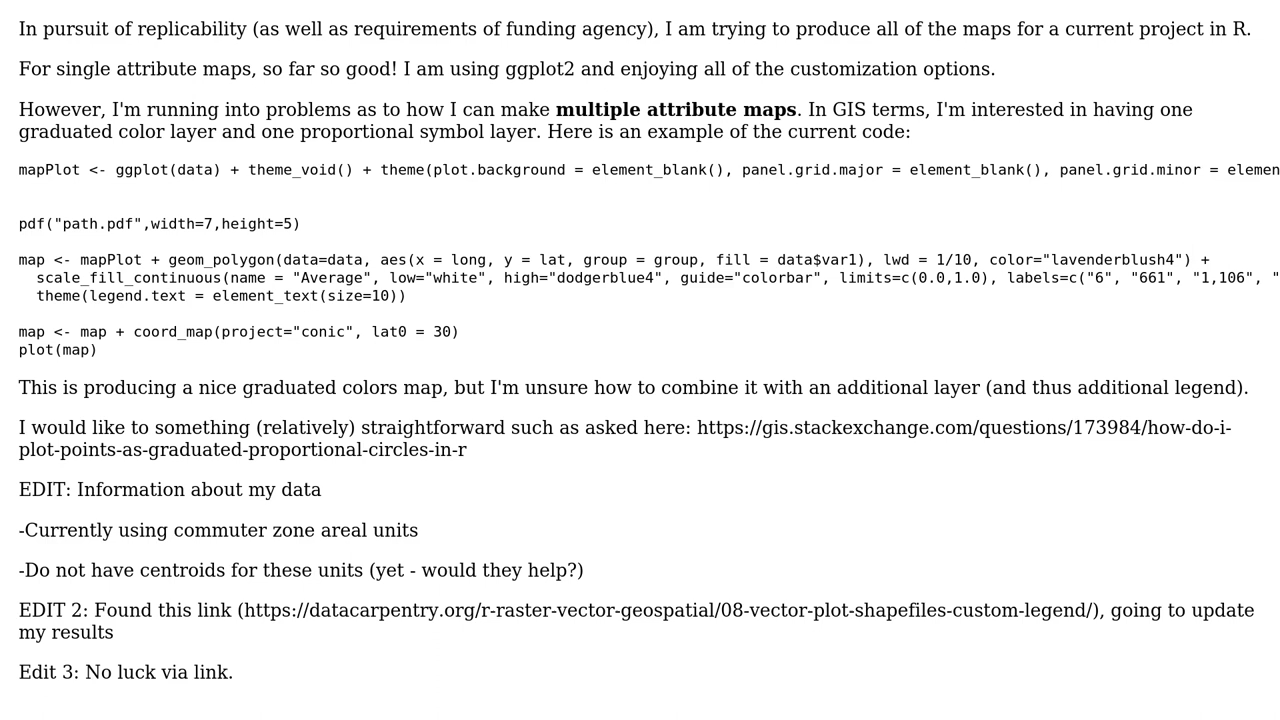 In pursuit of replicability (as well as requirements of funding agency), I am trying to produce all of the maps for a current project in R.
For single attribute maps, so far so good! I am using ggplot2 and enjoying all of the customization options.
However, I'm running into problems as to how I can make multiple attribute maps. In GIS terms, I'm interested in having one
graduated color layer and one proportional symbol layer. Here is an example of the current code:
mapPlot <- ggplot(data) + theme_void() + theme(plot.background = element_blank(), panel.grid.major = element_blank(), panel.grid.minor = elemen
pdf("path.pdf",width=7,height=5)
map <- mapPlot + geom_polygon(data=data, aes(x = long, y = lat, group = group, fill = data$var1), lwd = 1/10, color="lavenderblush4") +
  scale_fill_continuous(name = "Average", low="white", high="dodgerblue4", guide="colorbar", limits=c(0.0,1.0), labels=c("6", "661", "1,106", "
  theme(legend.text = element_text(size=10))
map <- map + coord_map(project="conic", lat0 = 30)
plot(map)
This is producing a nice graduated colors map, but I'm unsure how to combine it with an additional layer (and thus additional legend).
I would like to something (relatively) straightforward such as asked here: https://gis.stackexchange.com/questions/173984/how-do-i-
plot-points-as-graduated-proportional-circles-in-r
EDIT: Information about my data
-Currently using commuter zone areal units
-Do not have centroids for these units (yet - would they help?)
EDIT 2: Found this link (https://datacarpentry.org/r-raster-vector-geospatial/08-vector-plot-shapefiles-custom-legend/), going to update
my results
Edit 3: No luck via link.